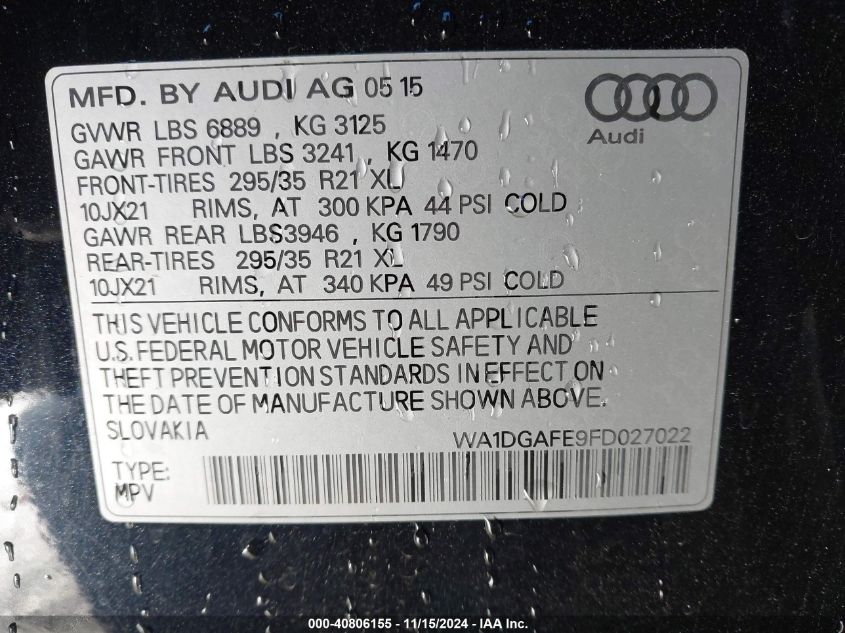 MFD. BY AUDI AG 05 15
Audi
GVWR LBS 6889 , KG 3125
GAWR FRONT LBS 3241 , KG 1470
FRONT-TIRES 295/35 R21 XL
10JX21 RIMS, AT 300 KPA 44 PSI COLD
GAWR REAR LBS3946 , KG 1790
REAR-TIRES 295/35 R21 XL
10JX21 RIMS, AT 340 KPA 49 PSI COLD
THIS VEHICLE CONFORMS TO ALL APPLICABLE
U.S. FEDERAL MOTOR VEHICLE SAFETY AND
THEFT PREVENTION STANDARDS IN EFFECT ON
THE DATE OF MANUFACTURE SHOWN ABOVE.
SLOVAKIA WA1DGAFE9FD027022
TYPE:
MPV
000-40806155 - 11/15/2024 - IAA Inc.